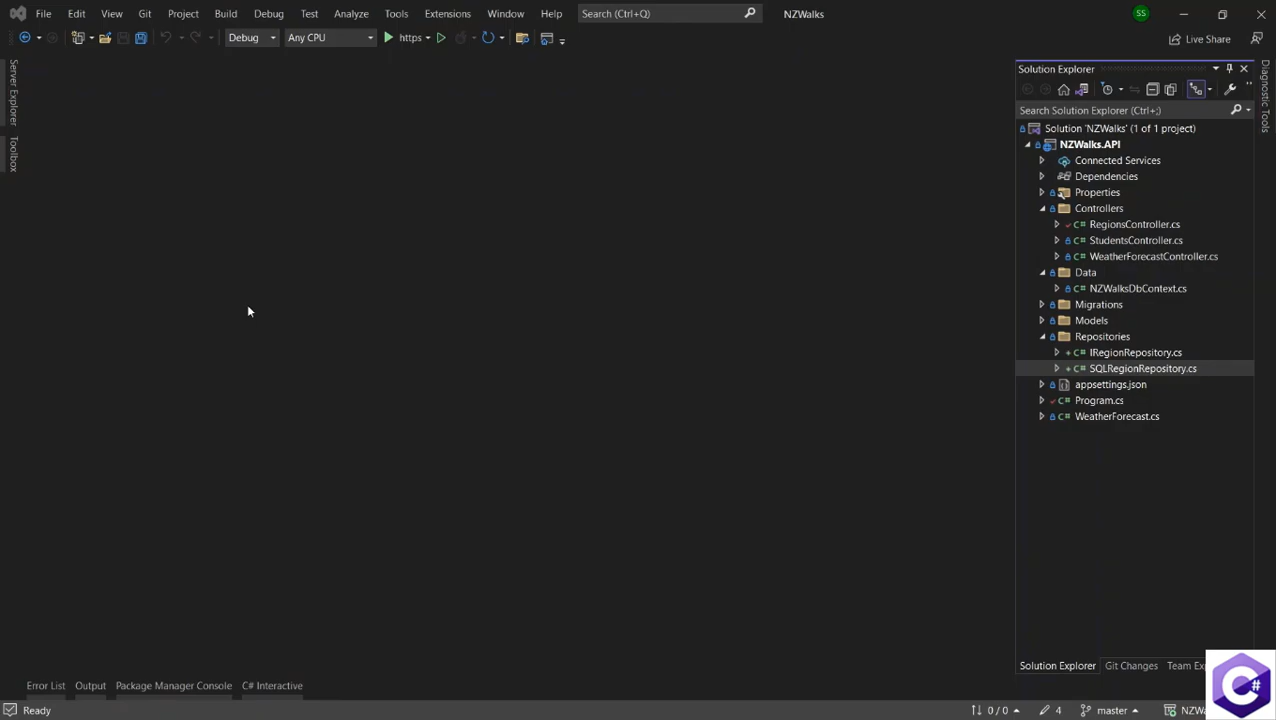 File Edit View Git Project Build Debug Test Analyze Tools Extensions Window Help Search (Ctrl+Q) NZWalks SS
Debug Any CPU https Live Share
Server Explorer
Toolbox
Diagnostic Tools
Solution Explorer
Search Solution Explorer (Ctrl+;)
Solution 'NZWalks' (1 of 1 project)
NZWalks.API
Connected Services
Dependencies
Properties
Controllers
RegionsController.cs
StudentsController.cs
WeatherForecastController.cs
Data
NZWalksDbContext.cs
Migrations
Models
Repositories
IRegionRepository.cs
SQLRegionRepository.cs
appsettings.json
Program.cs
WeatherForecast.cs
Solution Explorer Git Changes Team Ex
Error List Output Package Manager Console C# Interactive
Ready 0 / 0 4 master NZW
C#